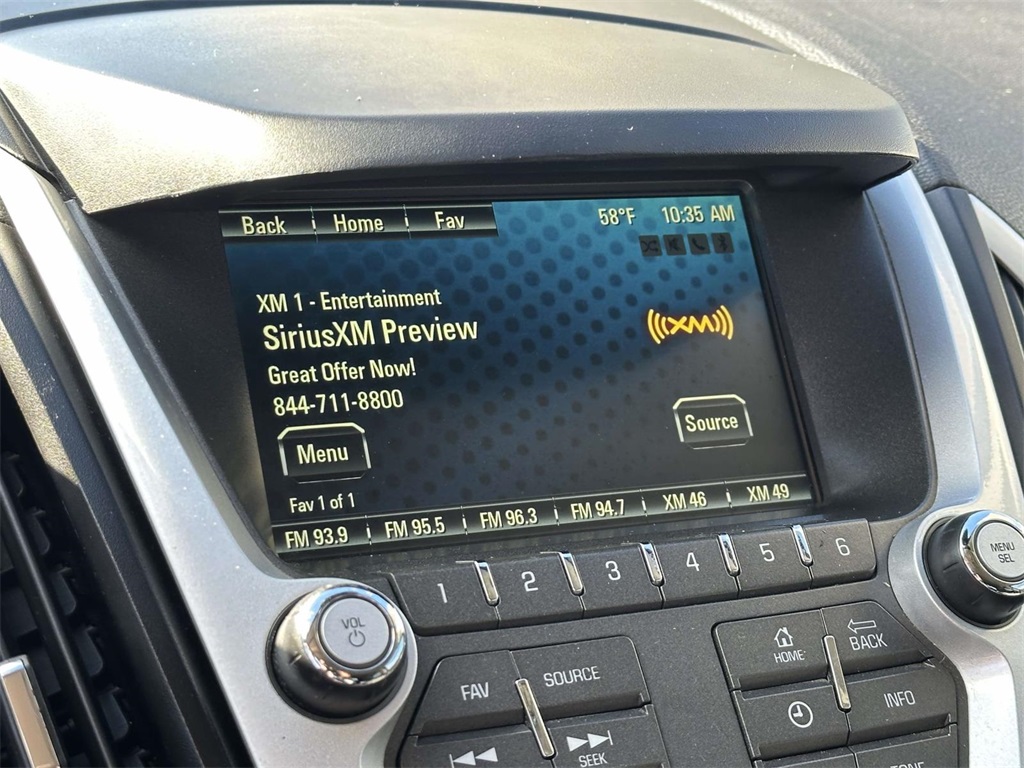 Back Home Fav 58°F 10:35 AM
XM 1 - Entertainment
SiriusXM Preview
XM
Great Offer Now!
844-711-8800
Source
Menu
Fav 1 of 1
FM 93.9 FM 95.5 FM 96.3 FM 94.7 XM 46 XM 49
1 2 3 4 5 6
MENU
SEL
VOL
HOME
BACK
FAV
SOURCE
INFO
SEEK
TONE